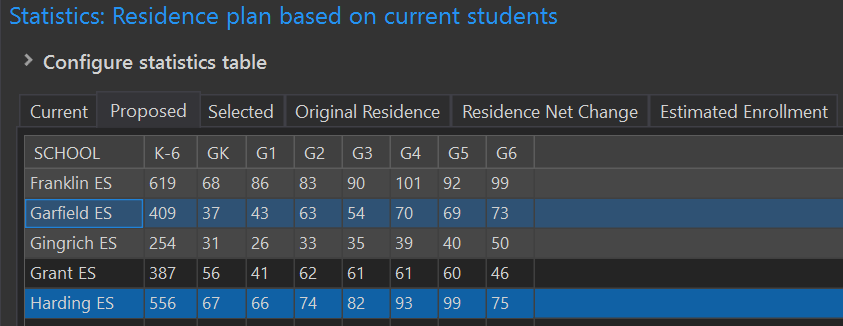 Statistics: Residence plan based on current students
Configure statistics table
Current Proposed Selected Original Residence Residence Net Change Estimated Enrollment
SCHOOL K-6 GK G1 G2 G3 G4 G5 G6
Franklin ES 619 68 86 83 90 101 92 99
Garfield ES 409 37 43 63 54 70 69 73
Gingrich ES 254 31 26 33 35 39 40 50
Grant ES 387 56 41 62 61 61 60 46
Harding ES 556 67 66 74 82 93 99 75